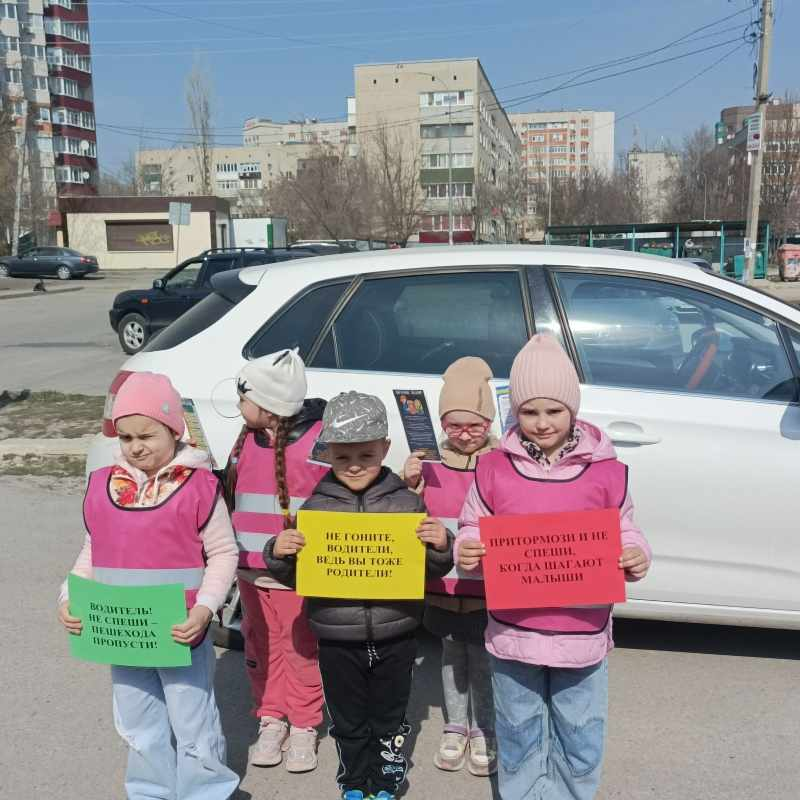 ВОДИТЕЛЬ!
НЕ СПЕШИ –
ПЕШЕХОДА
ПРОПУСТИ!
НЕ ГОНИТЕ,
ВОДИТЕЛИ,
ВЕДЬ ВЫ ТОЖЕ
РОДИТЕЛИ!
ПРИТОРМОЗИ И НЕ
СПЕШИ,
КОГДА ШАГАЮТ
МАЛЫШИ